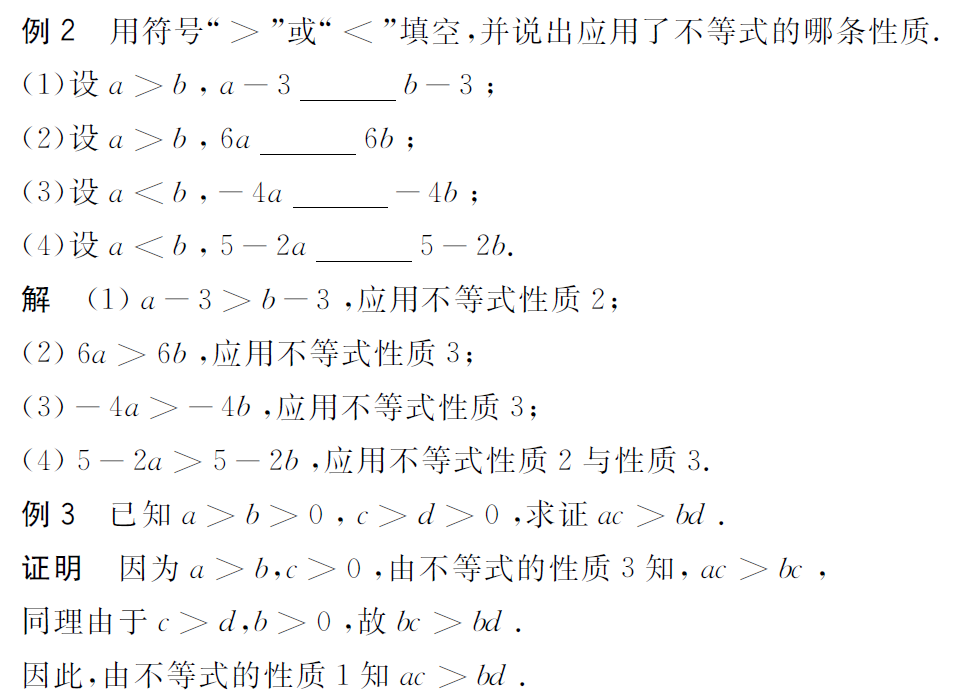 例 2 用符号“＞”或“＜”填空,并说出应用了不等式的哪条性质.
(1)设 a＞b , a－3 ______ b－3 ;
(2)设 a＞b , 6a ______ 6b ;
(3)设 a＜b ,－4a ______ －4b ;
(4)设 a＜b , 5－2a ______ 5－2b.
解 (1) a－3＞b－3 ,应用不等式性质 2;
(2) 6a＞6b ,应用不等式性质 3;
(3)－4a＞－4b ,应用不等式性质 3;
(4) 5－2a＞5－2b ,应用不等式性质 2 与性质 3.
例 3 已知 a＞b＞0 , c＞d＞0 ,求证 ac＞bd .
证明 因为 a＞b,c＞0 ,由不等式的性质 3 知, ac＞bc ,
同理由于 c＞d,b＞0 ,故 bc＞bd .
因此,由不等式的性质 1 知 ac＞bd .